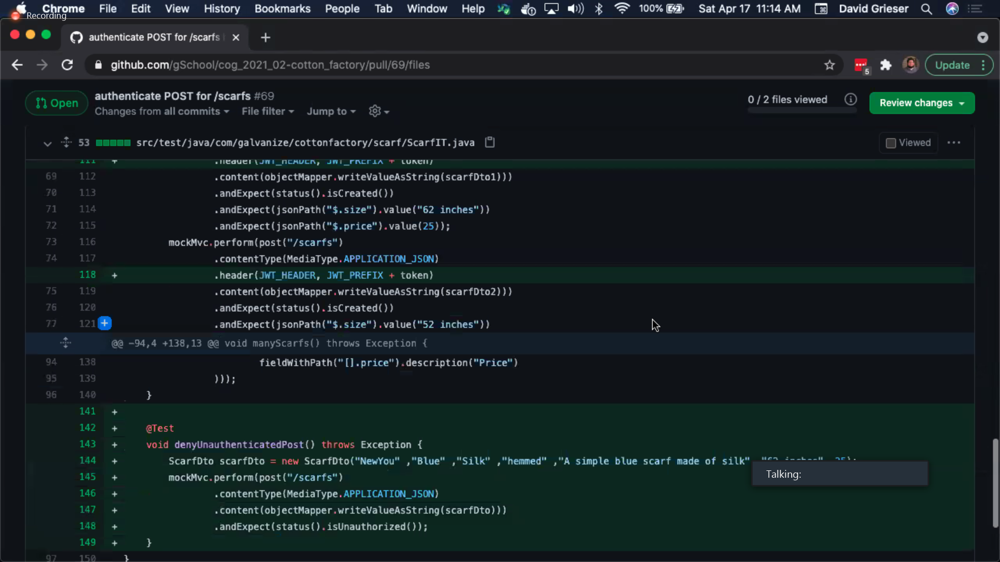 Chrome File Edit View History Bookmarks People Tab Window Help 100% Sat Apr 17 11:14 AM David Grieser
Recording
authenticate POST for /scarfs
github.com/gSchool/cog_2021_02-cotton_factory/pull/69/files
5
Update
Open
authenticate POST for /scarfs #69
Changes from all commits File filter Jump to
0 / 2 files viewed
Review changes
53 src/test/java/com/galvanize/cottonfactory/scarf/ScarfIT.java
Viewed
111 + .header(JWT_HEADER, JWT_PREFIX + token)
69 112 .content(objectMapper.writeValueAsString(scarfDto1)))
70 113 .andExpect(status().isCreated())
71 114 .andExpect(jsonPath("$.size").value("62 inches"))
72 115 .andExpect(jsonPath("$.price").value(25));
73 116 mockMvc.perform(post("/scarfs")
74 117 .contentType(MediaType.APPLICATION_JSON)
118 + .header(JWT_HEADER, JWT_PREFIX + token)
75 119 .content(objectMapper.writeValueAsString(scarfDto2)))
76 120 .andExpect(status().isCreated())
77 121 + .andExpect(jsonPath("$.size").value("52 inches"))
@@ -94,4 +138,13 @@ void manyScarfs() throws Exception {
94 138 fieldWithPath("[].price").description("Price")
95 139 )));
96 140 }
141 +
142 + @Test
143 + void denyUnauthenticatedPost() throws Exception {
144 + ScarfDto scarfDto = new ScarfDto("NewYou" ,"Blue" ,"Silk" ,"hemmed" ,"A simple blue scarf made of silk"
145 + mockMvc.perform(post("/scarfs")
Talking:
146 + .contentType(MediaType.APPLICATION_JSON)
147 + .content(objectMapper.writeValueAsString(scarfDto)))
148 + .andExpect(status().isUnauthorized());
149 + }
97 150 }